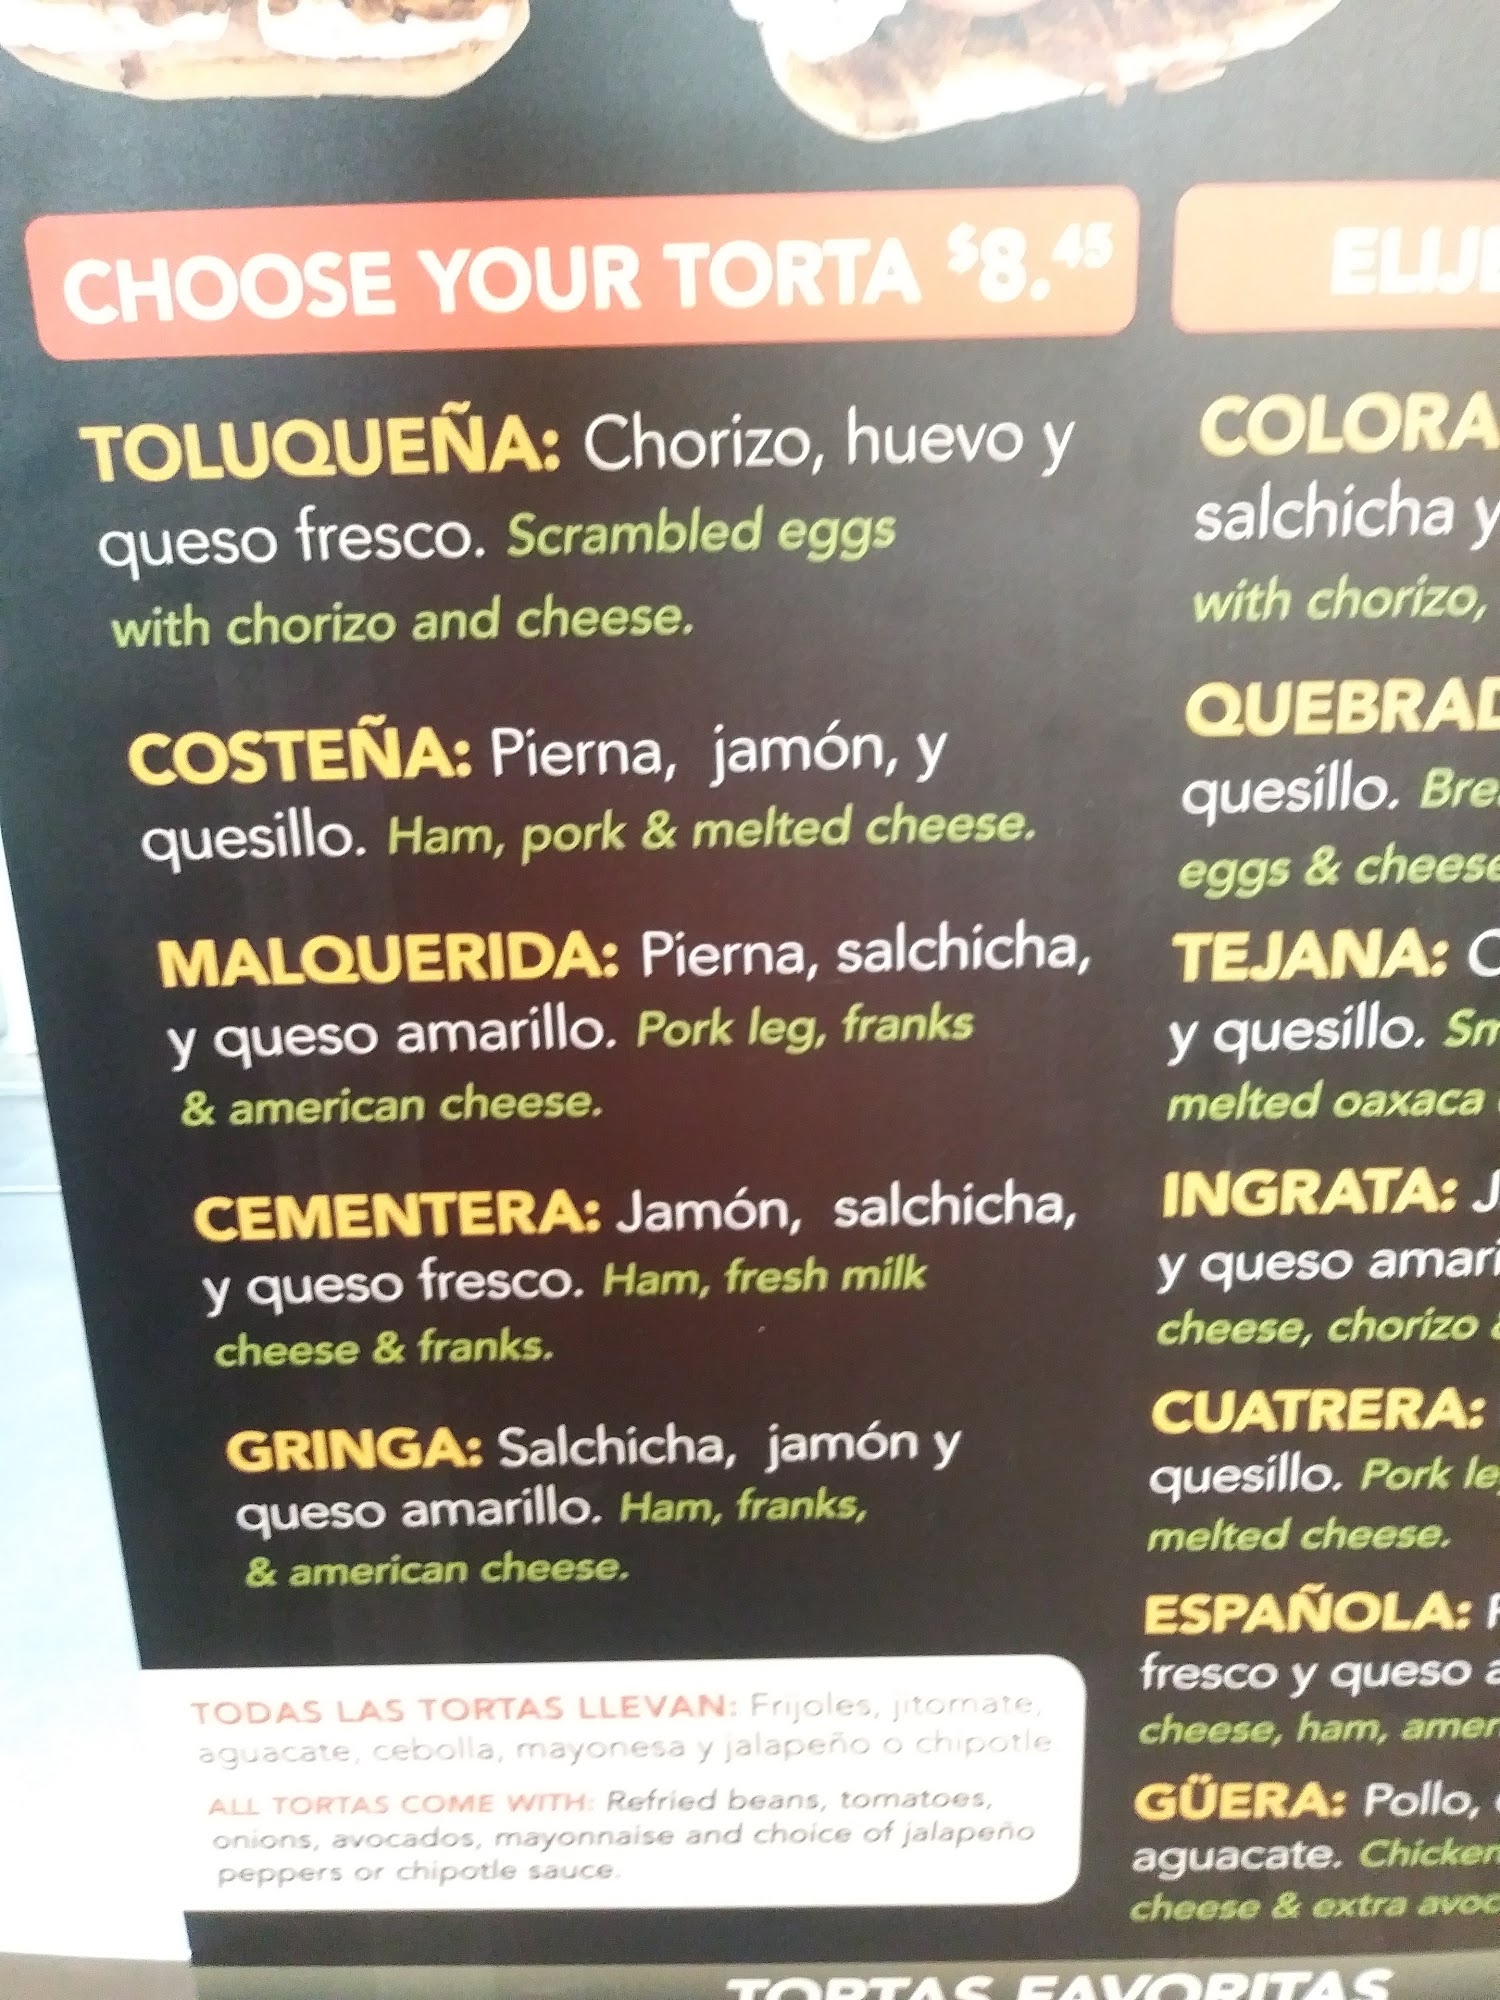 CHOOSE YOUR TORTA $8.45
TOLUQUEÑA: Chorizo, huevo y
queso fresco. Scrambled eggs
with chorizo and cheese.
COSTEÑA: Pierna, jamón, y
quesillo. Ham, pork & melted cheese.
MALQUERIDA: Pierna, salchicha,
y queso amarillo. Pork leg, franks
& american cheese.
CEMENTERA: Jamón, salchicha,
y queso fresco. Ham, fresh milk
cheese & franks.
GRINGA: Salchicha, jamón y
queso amarillo. Ham, franks,
& american cheese.
TODAS LAS TORTAS LLEVAN: Frijoles, jitomate,
aguacate, cebolla, mayonesa y jalapeño o chipotle
ALL TORTAS COME WITH: Refried beans, tomatoes,
onions, avocados, mayonnaise and choice of jalapeño
peppers or chipotle sauce.
salchicha y
with chorizo,
quesillo.
eggs & cheese
TEJANA:
y quesillo.
melted oaxaca
INGRATA:
y queso
cheese, chorizo
CUATRERA:
quesillo. Pork
melted cheese.
ESPAÑOLA:
fresco y queso
cheese, ham,
GÜERA: Pollo,
aguacate. Chicken
cheese & extra
TORTAS FAVORITAS